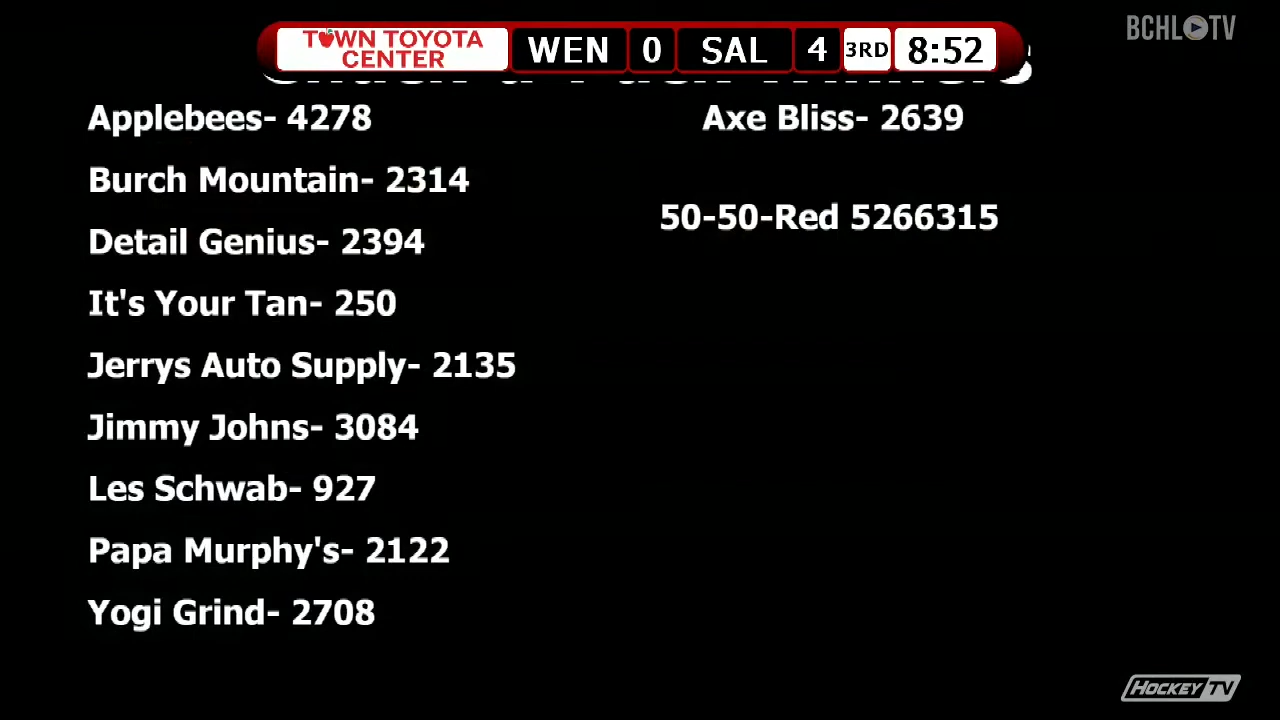 BCHL TV
TOWN TOYOTA CENTER WEN 0 SAL 4 3RD 8:52
Applebees- 4278
Axe Bliss- 2639
Burch Mountain- 2314
50-50-Red 5266315
Detail Genius- 2394
It's Your Tan- 250
Jerrys Auto Supply- 2135
Jimmy Johns- 3084
Les Schwab- 927
Papa Murphy's- 2122
Yogi Grind- 2708
HOCKEYTV